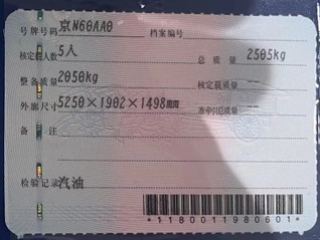 号牌号码 京N60AA0 档案编号
核定载人数 5人 总质量 2505kg
整备质量 2050kg 核定载质量
外廓尺寸 5250×1902×1498mm 准牵引总质量
备注
检验记录 汽油
*1180011980601*